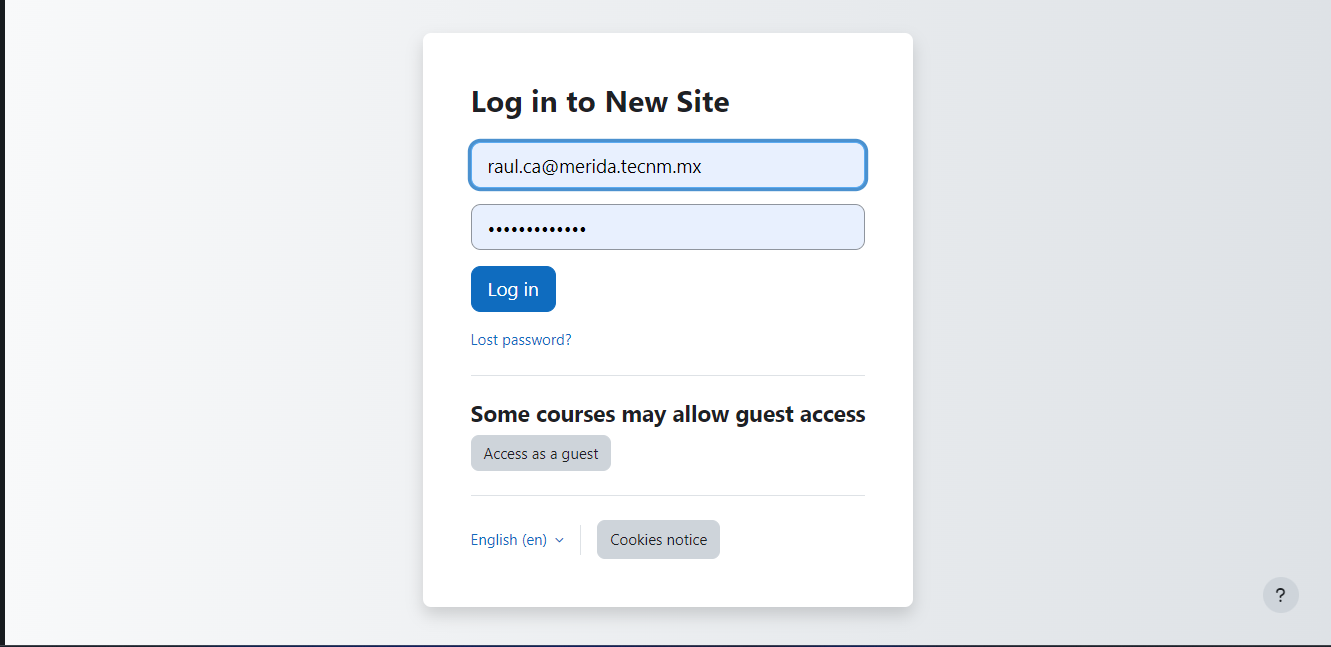 Log in to New Site
raul.ca@merida.tecnm.mx
•••••••••••••
Log in
Lost password?
Some courses may allow guest access
Access as a guest
English (en)
Cookies notice
?